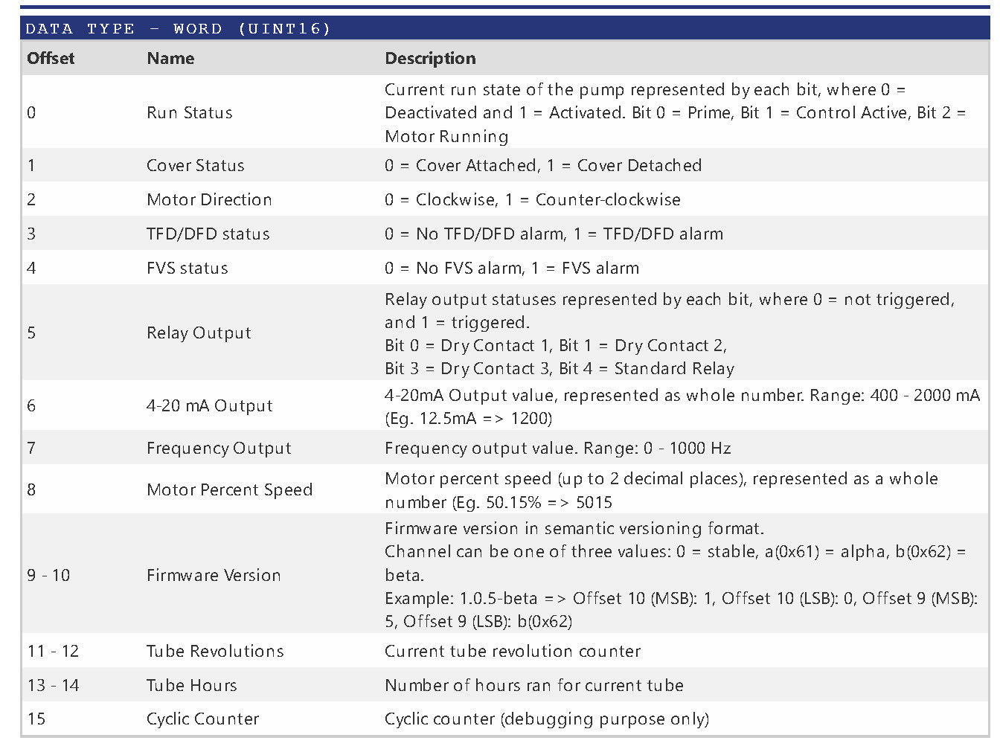 DATA TYPE – WORD (UINT16)
Offset Name Description
0 Run Status Current run state of the pump represented by each bit, where 0 =
Deactivated and 1 = Activated. Bit 0 = Prime, Bit 1 = Control Active, Bit 2 =
Motor Running
1 Cover Status 0 = Cover Attached, 1 = Cover Detached
2 Motor Direction 0 = Clockwise, 1 = Counter-clockwise
3 TFD/DFD status 0 = No TFD/DFD alarm, 1 = TFD/DFD alarm
4 FVS status 0 = No FVS alarm, 1 = FVS alarm
5 Relay Output Relay output statuses represented by each bit, where 0 = not triggered,
and 1 = triggered.
Bit 0 = Dry Contact 1, Bit 1 = Dry Contact 2,
Bit 3 = Dry Contact 3, Bit 4 = Standard Relay
6 4-20 mA Output 4-20mA Output value, represented as whole number. Range: 400 - 2000 mA
(Eg. 12.5mA => 1200)
7 Frequency Output Frequency output value. Range: 0 - 1000 Hz
8 Motor Percent Speed Motor percent speed (up to 2 decimal places), represented as a whole
number (Eg. 50.15% => 5015
9 - 10 Firmware Version Firmware version in semantic versioning format.
Channel can be one of three values: 0 = stable, a(0x61) = alpha, b(0x62) =
beta.
Example: 1.0.5-beta => Offset 10 (MSB): 1, Offset 10 (LSB): 0, Offset 9 (MSB):
5, Offset 9 (LSB): b(0x62)
11 - 12 Tube Revolutions Current tube revolution counter
13 - 14 Tube Hours Number of hours ran for current tube
15 Cyclic Counter Cyclic counter (debugging purpose only)